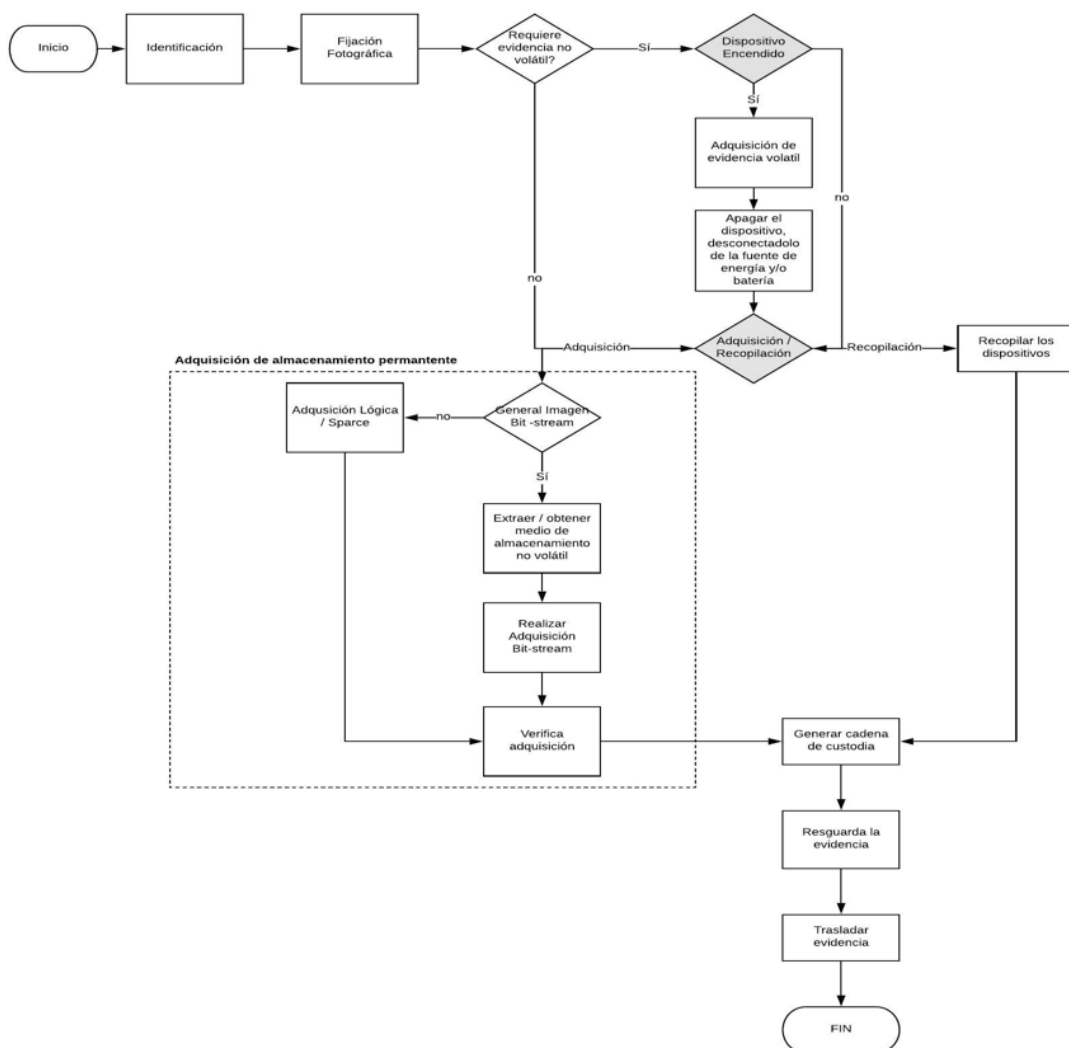 Inicio
Identificación
Fijación
Fotográfica
Requiere
evidencia no
volátil?
Sí
Dispositivo
Encendido
Sí
no
Adquisición de
evidencia volatil
Apagar el
dispositivo,
desconectadolo
de la fuente de
energía y/o
batería
no
Adquisición
Adquisición /
Recopilación
Recopilación
Recopilar los
dispositivos
Adquisición de almacenamiento permantente
Adqusición Lógica
/ Sparce
no
General Imagen
Bit -stream
Sí
Extraer / obtener
medio de
almacenamiento
no volátil
Realizar
Adquisición
Bit-stream
Verifica
adquisición
Generar cadena
de custodia
Resguarda la
evidencia
Trasladar
evidencia
FIN